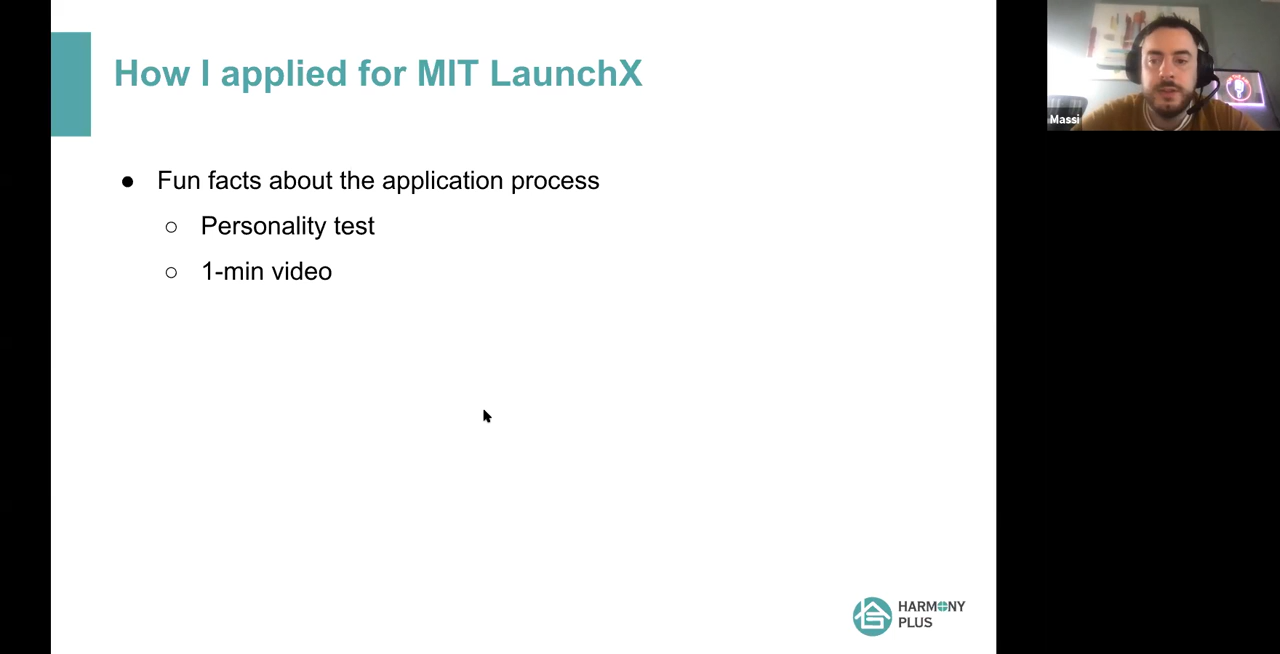 How I applied for MIT LaunchX
● Fun facts about the application process
○ Personality test
○ 1-min video
HARMONY
PLUS
Massi